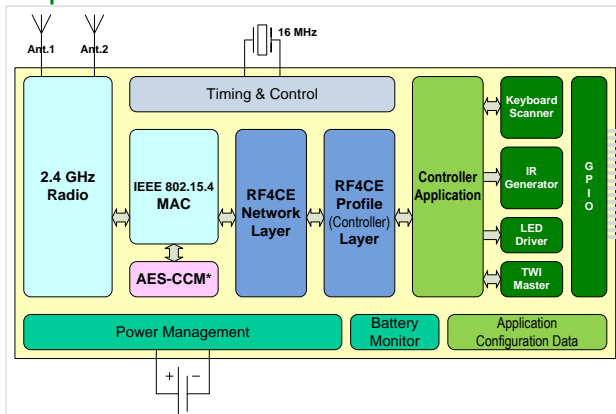 Ant.1
Ant.2
16 MHz
Timing & Control
2.4 GHz
Radio
IEEE 802.15.4
MAC
AES-CCM*
RF4CE
Network
Layer
RF4CE
Profile
(Controller)
Layer
Controller
Application
Keyboard
Scanner
IR
Generator
LED
Driver
TWI
Master
G
P
I
O
Power Management
Battery
Monitor
Application
Configuration Data
+
−